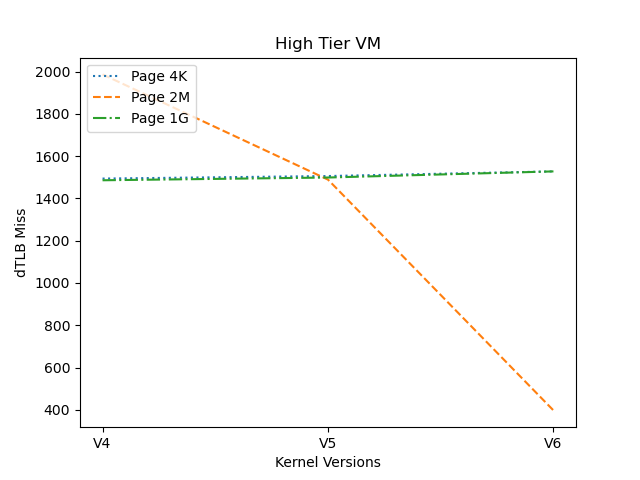 High Tier VM
Page 4K
Page 2M
Page 1G
dTLB Miss
2000
1800
1600
1400
1200
1000
800
600
400
V4
V5
V6
Kernel Versions